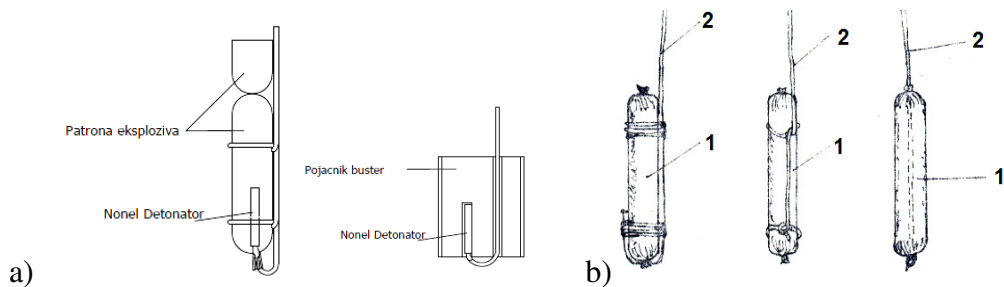 Patrona eksploziva
Nonel Detonator
Pojacnik buster
Nonel Detonator
a)
2
1
2
1
2
1
b)